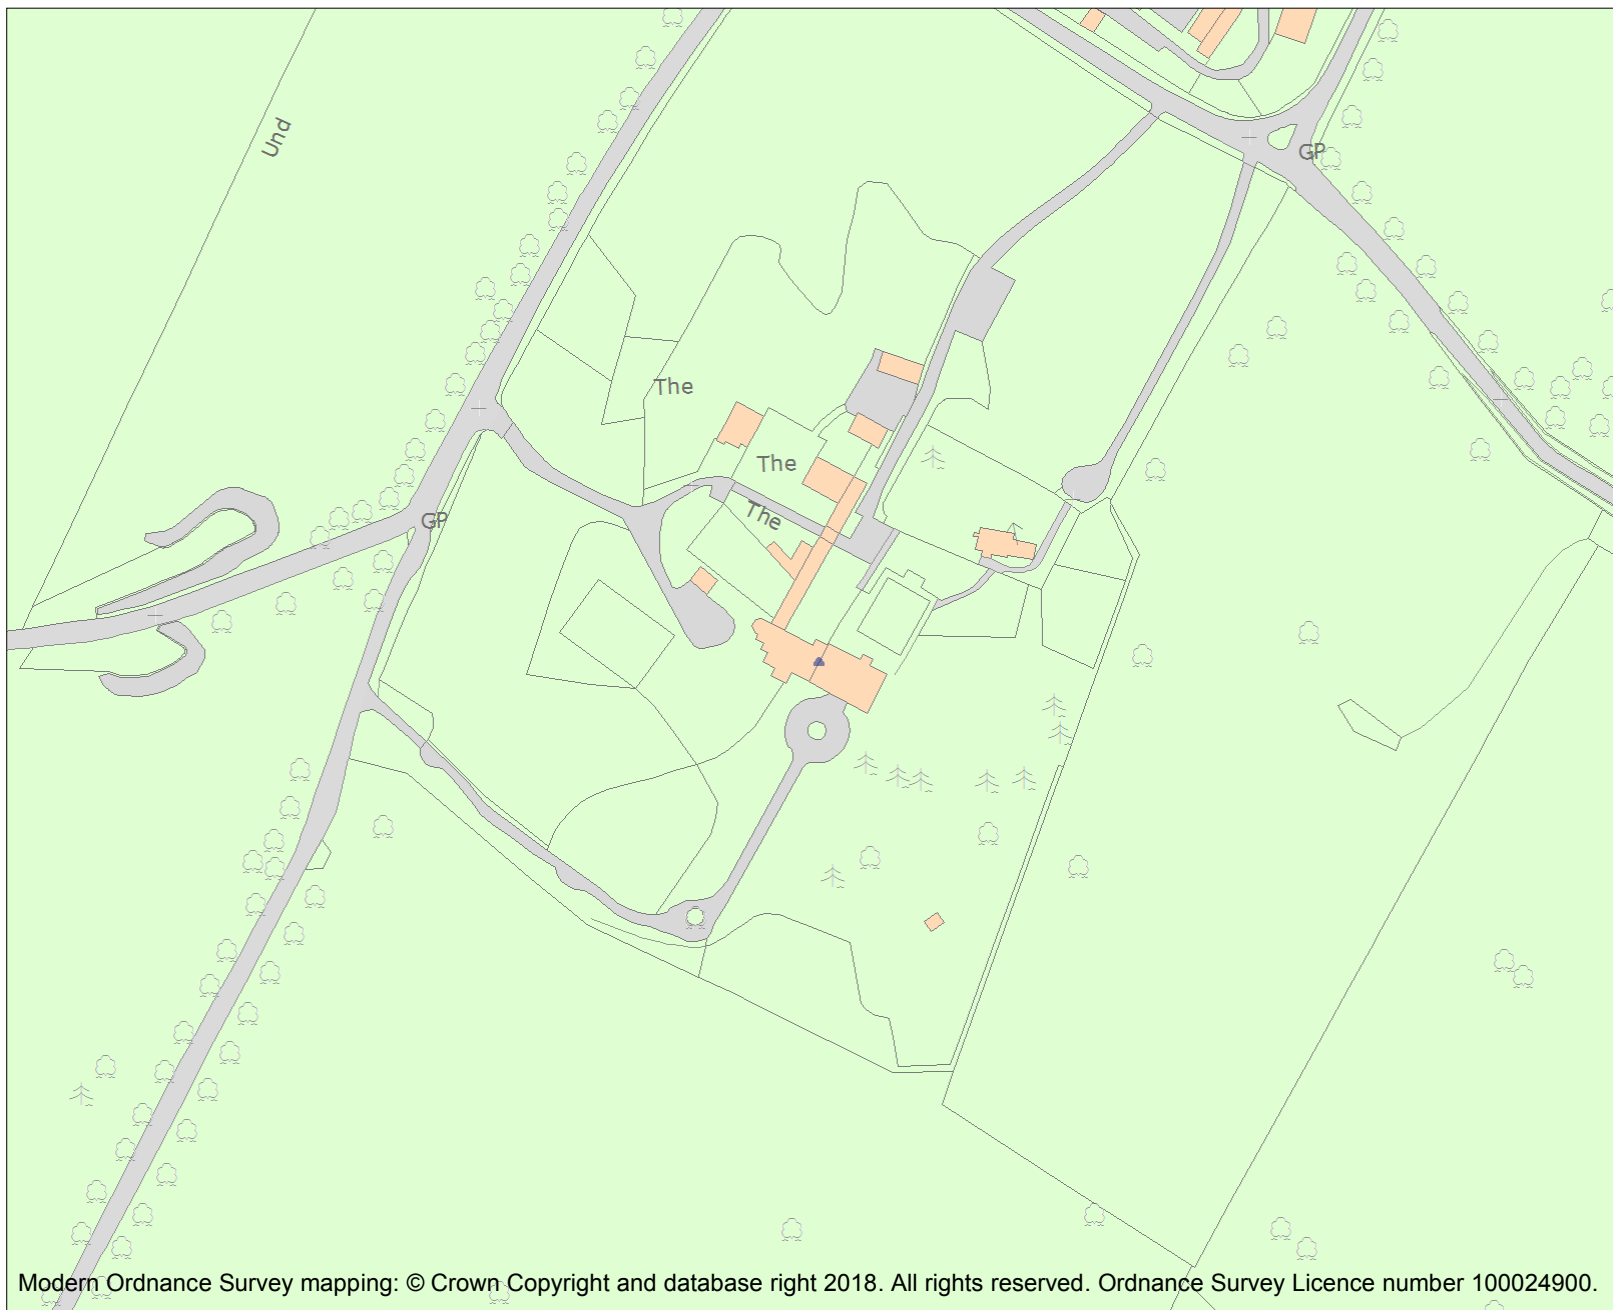 Und
GP
The
The
The
GP
Modern Ordnance Survey mapping: © Crown Copyright and database right 2018. All rights reserved. Ordnance Survey Licence number 100024900.